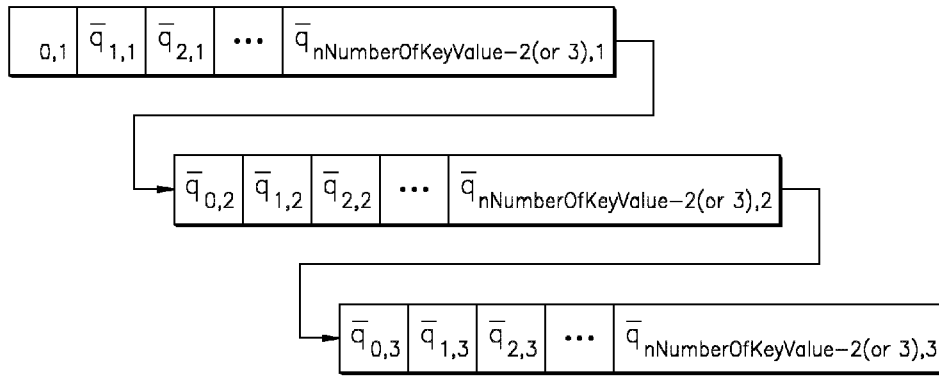 0,1 q̅1,1 q̅2,1 ••• q̅nNumberOfKeyValue-2(or 3),1
q̅0,2 q̅1,2 q̅2,2 ••• q̅nNumberOfKeyValue-2(or 3),2
q̅0,3 q̅1,3 q̅2,3 ••• q̅nNumberOfKeyValue-2(or 3),3